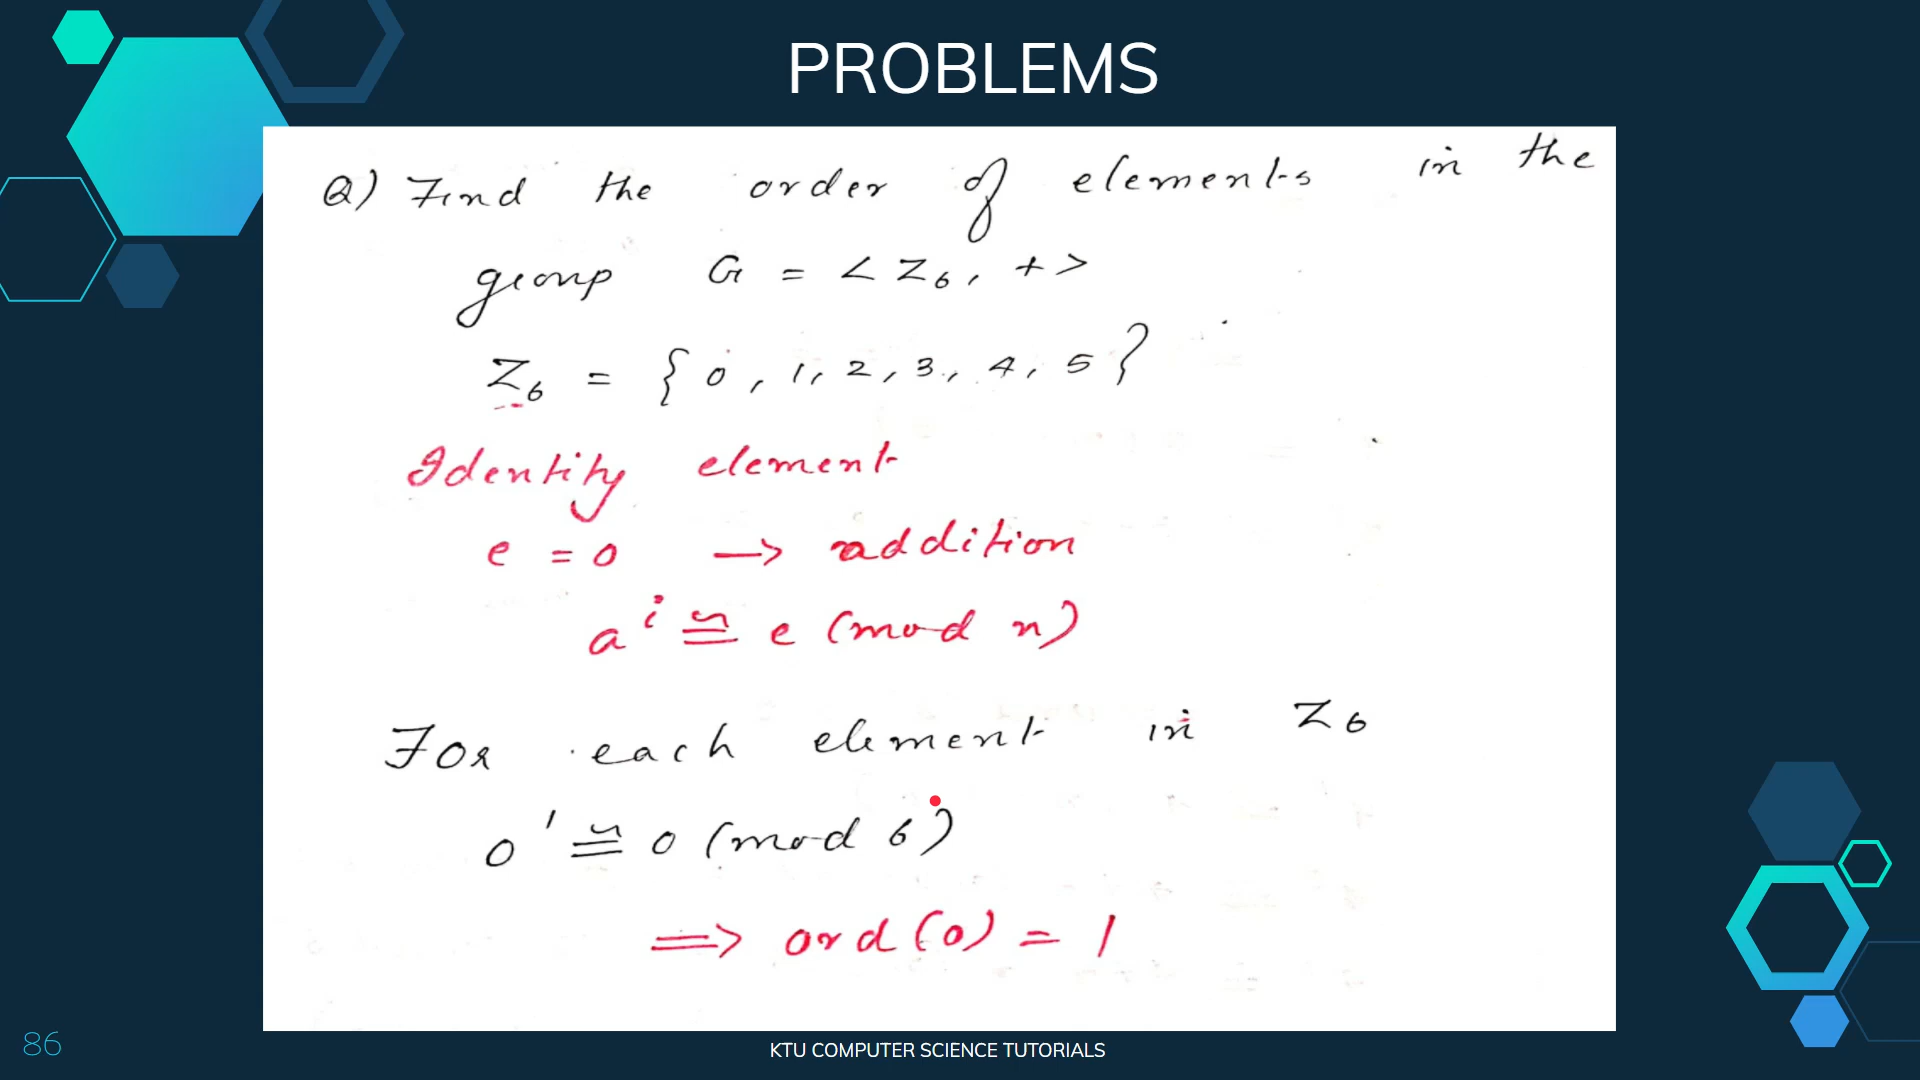 PROBLEMS
Q) Find the order of elements in the
group G = < Z₆, + >
Z₆ = { 0, 1, 2, 3, 4, 5 }
Identity element
e = 0 → addition
aⁱ ≅ e (mod n)
For each element in Z₆
0¹ ≅ 0 (mod 6)
⟹ ord(0) = 1
86
KTU COMPUTER SCIENCE TUTORIALS